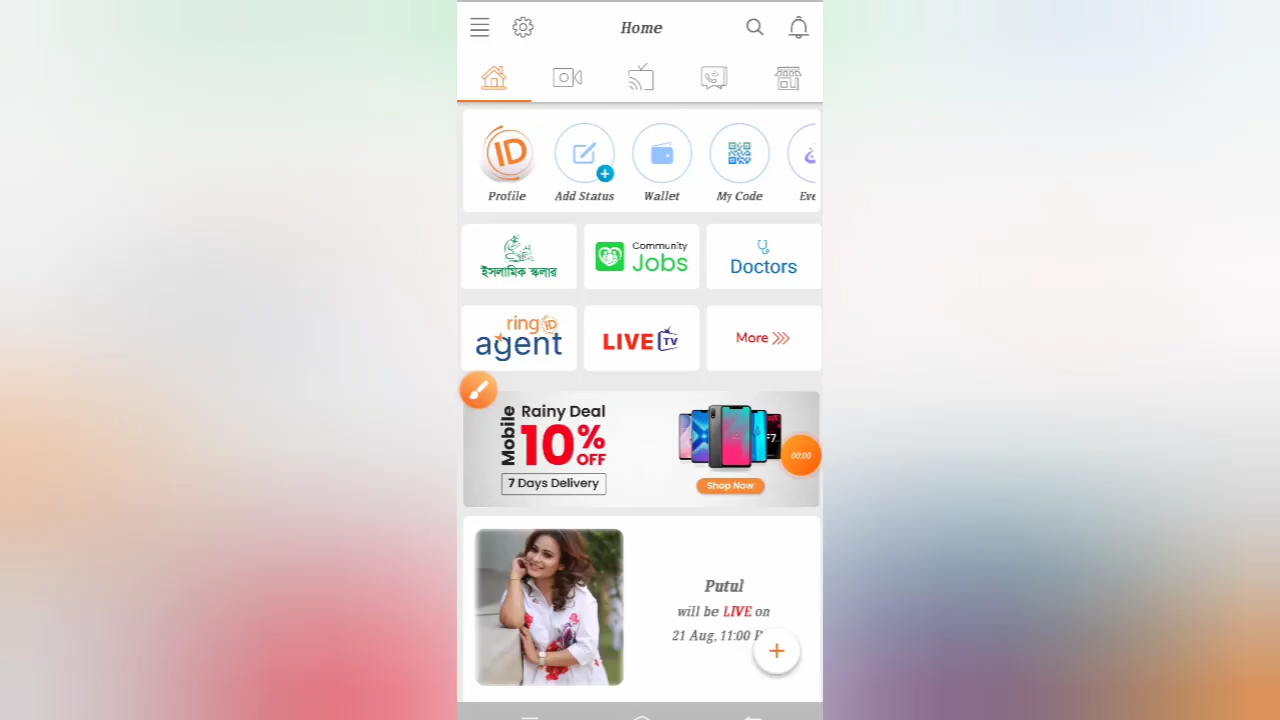 Home
ID
Profile
Add Status
Wallet
My Code
Eve
ইসলামিক স্কলার
Community
Jobs
Doctors
ring ID
agent
LIVE TV
More
Mobile
Rainy Deal
10% OFF
7 Days Delivery
F7
Shop Now
00:00
Putul
will be LIVE on
21 Aug, 11:00 P